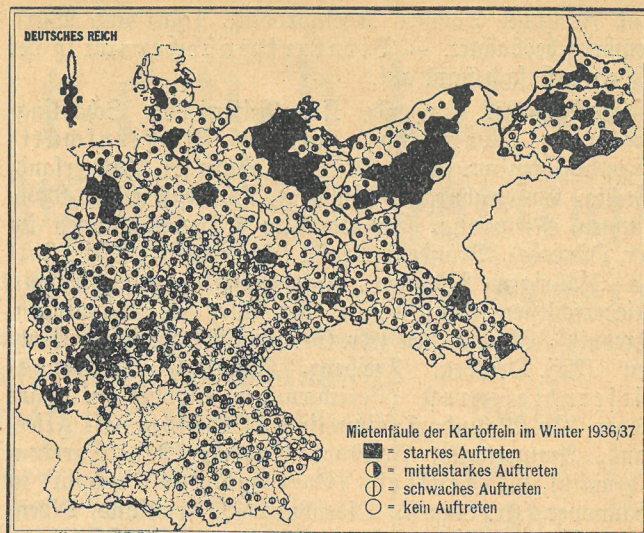 DEUTSCHES REICH
Mietenfäule der Kartoffeln im Winter 1936/37
= starkes Auftreten
= mittelstarkes Auftreten
= schwaches Auftreten
= kein Auftreten